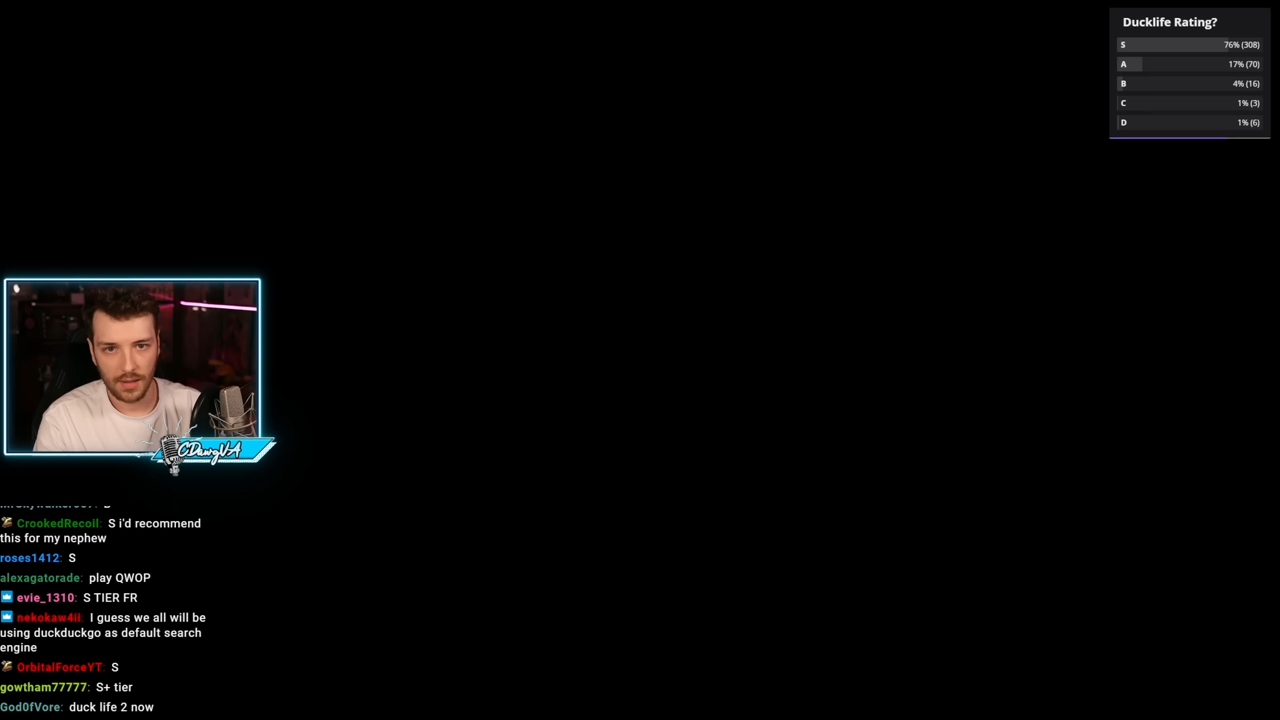 Ducklife Rating?
S 76% (308)
A 17% (70)
B 4% (16)
C 1% (3)
D 1% (6)
CDawgVA
CrookedRecoil: S i'd recommend
this for my nephew
roses1412: S
alexagatorade: play QWOP
evie_1310: S TIER FR
nekokaw4ii: I guess we all will be
using duckduckgo as default search
engine
OrbitalForceYT: S
gowtham77777: S+ tier
God0fVore: duck life 2 now